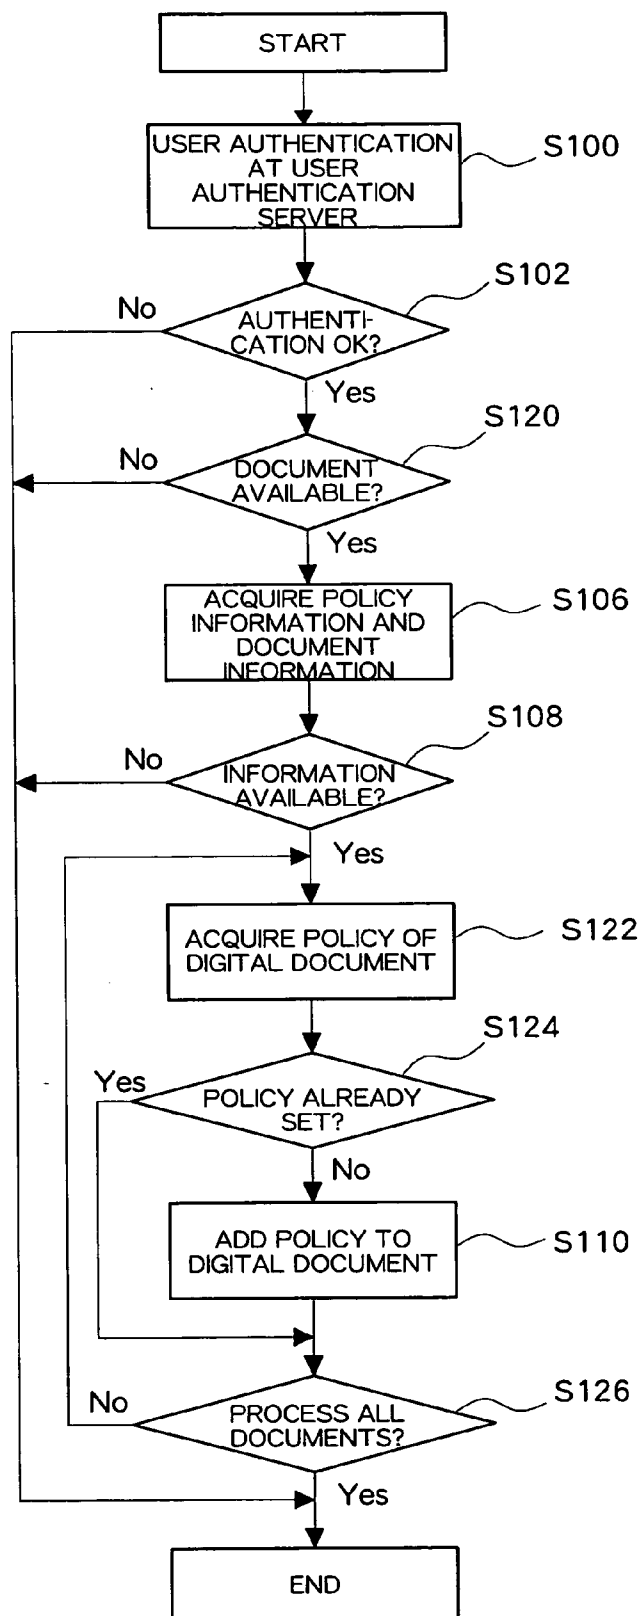 START
USER AUTHENTICATION
AT USER
AUTHENTICATION
SERVER
S100
S102
No
AUTHENTI-
CATION OK?
Yes
S120
No
DOCUMENT
AVAILABLE?
Yes
ACQUIRE POLICY
INFORMATION AND
DOCUMENT
INFORMATION
S106
S108
No
INFORMATION
AVAILABLE?
Yes
ACQUIRE POLICY OF
DIGITAL DOCUMENT
S122
S124
Yes
POLICY ALREADY
SET?
No
ADD POLICY TO
DIGITAL DOCUMENT
S110
S126
No
PROCESS ALL
DOCUMENTS?
Yes
END